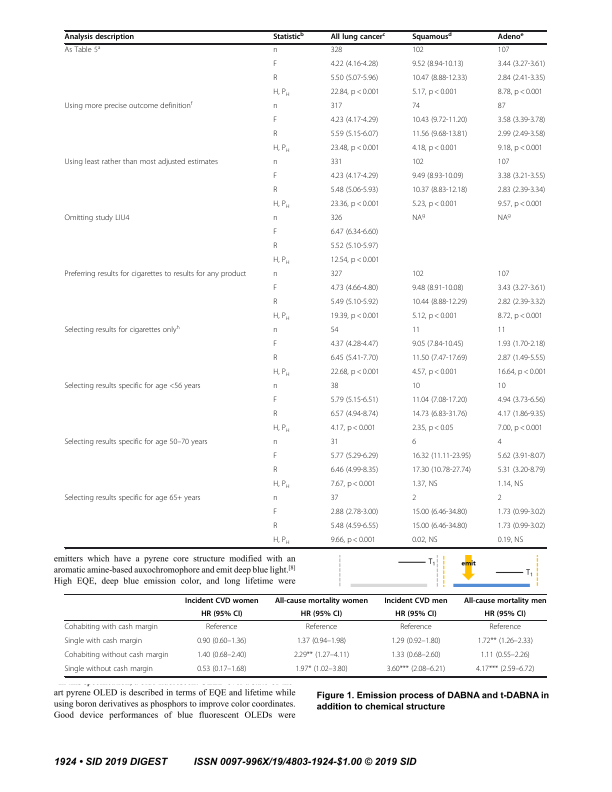 Analysis description Statisticb All lung cancerc Squamousd Adenoe
As Table 5a n 328 102 107
F 4.22 (4.16-4.28) 9.52 (8.94-10.13) 3.44 (3.27-3.61)
R 5.50 (5.07-5.96) 10.47 (8.88-12.33) 2.84 (2.41-3.35)
H, PH 22.84, p < 0.001 5.17, p < 0.001 8.78, p < 0.001
Using more precise outcome definitionf n 317 74 87
F 4.23 (4.17-4.29) 10.43 (9.72-11.20) 3.58 (3.39-3.78)
R 5.59 (5.15-6.07) 11.56 (9.68-13.81) 2.99 (2.49-3.58)
H, PH 23.48, p < 0.001 4.18, p < 0.001 9.18, p < 0.001
Using least rather than most adjusted estimates n 331 102 107
F 4.23 (4.17-4.29) 9.49 (8.93-10.09) 3.38 (3.21-3.55)
R 5.48 (5.06-5.93) 10.37 (8.83-12.18) 2.83 (2.39-3.34)
H, PH 23.36, p < 0.001 5.23, p < 0.001 9.57, p < 0.001
Omitting study LIU4 n 326 NAg NAg
F 6.47 (6.34-6.60)
R 5.52 (5.10-5.97)
H, PH 12.54, p < 0.001
Preferring results for cigarettes to results for any product n 327 102 107
F 4.73 (4.66-4.80) 9.48 (8.91-10.08) 3.43 (3.27-3.61)
R 5.49 (5.10-5.92) 10.44 (8.88-12.29) 2.82 (2.39-3.32)
H, PH 19.39, p < 0.001 5.12, p < 0.001 8.72, p < 0.001
Selecting results for cigarettes onlyh n 54 11 11
F 4.37 (4.28-4.47) 9.05 (7.84-10.45) 1.93 (1.70-2.18)
R 6.45 (5.41-7.70) 11.50 (7.47-17.69) 2.87 (1.49-5.55)
H, PH 22.68, p < 0.001 4.57, p < 0.001 16.64, p < 0.001
Selecting results specific for age <56 years n 38 10 10
F 5.79 (5.15-6.51) 11.04 (7.08-17.20) 4.94 (3.73-6.56)
R 6.57 (4.94-8.74) 14.73 (6.83-31.76) 4.17 (1.86-9.35)
H, PH 4.17, p < 0.001 2.35, p < 0.05 7.00, p < 0.001
Selecting results specific for age 50–70 years n 31 6 4
F 5.77 (5.29-6.29) 16.32 (11.11-23.95) 5.62 (3.91-8.07)
R 6.46 (4.99-8.35) 17.30 (10.78-27.74) 5.31 (3.20-8.79)
H, PH 7.67, p < 0.001 1.37, NS 1.14, NS
Selecting results specific for age 65+ years n 37 2 2
F 2.88 (2.78-3.00) 15.00 (6.46-34.80) 1.73 (0.99-3.02)
R 5.48 (4.59-6.55) 15.00 (6.46-34.80) 1.73 (0.99-3.02)
H, PH 9.66, p < 0.001 0.02, NS 0.19, NS
emitters which have a pyrene core structure modified with an
aromatic amine-based auxochromophore and emit deep blue light.[8]
High EQE, deep blue emission color, and long lifetime were
T1 emit T1
Incident CVD women All-cause mortality women Incident CVD men All-cause mortality men
HR (95% CI) HR (95% CI) HR (95% CI) HR (95% CI)
Cohabiting with cash margin Reference Reference Reference Reference
Single with cash margin 0.90 (0.60–1.36) 1.37 (0.94–1.98) 1.29 (0.92–1.80) 1.72** (1.26–2.33)
Cohabiting without cash margin 1.40 (0.68–2.40) 2.29** (1.27–4.11) 1.33 (0.68–2.60) 1.11 (0.55–2.26)
Single without cash margin 0.53 (0.17–1.68) 1.97* (1.02–3.80) 3.60*** (2.08–6.21) 4.17*** (2.59–6.72)
art pyrene OLED is described in terms of EQE and lifetime while
using boron derivatives as phosphors to improve color coordinates.
Good device performances of blue fluorescent OLEDs were
Figure 1. Emission process of DABNA and t-DABNA in
addition to chemical structure
1924 • SID 2019 DIGEST ISSN 0097-996X/19/4803-1924-$1.00 © 2019 SID